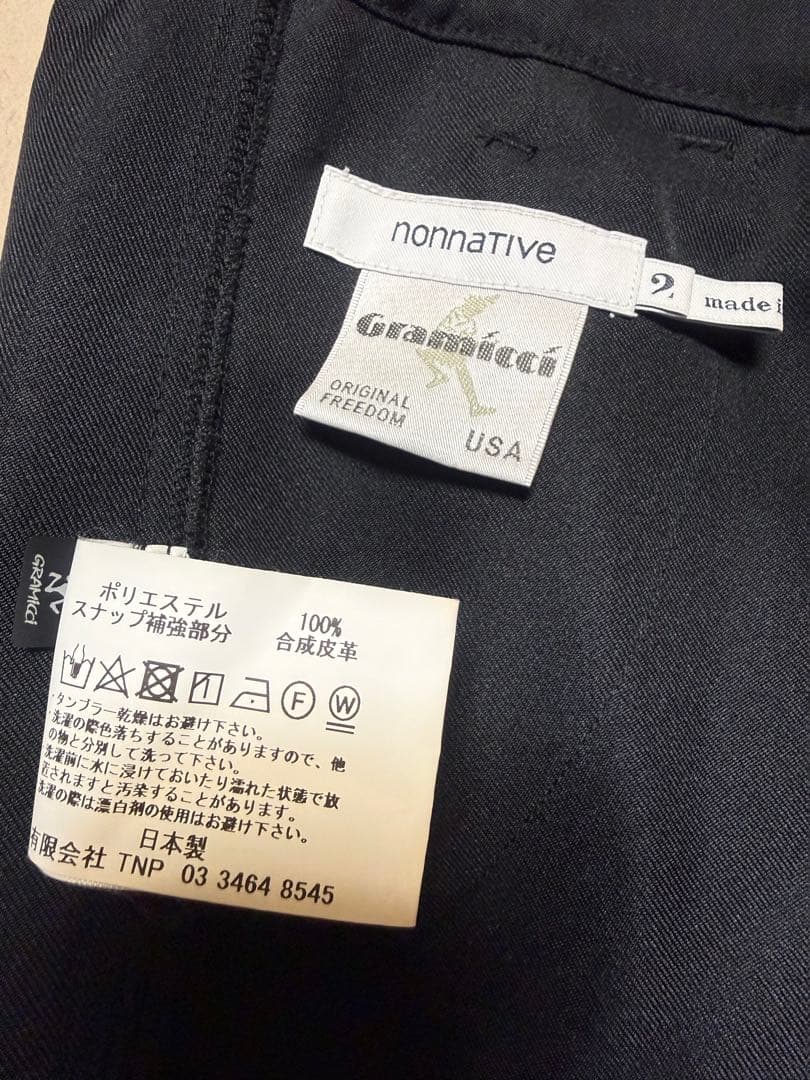 nonnaTIve
2
made i
Gramicci
ORIGINAL
FREEDOM
USA
GRAMICCI
ポリエステル 100%
スナップ補強部分 合成皮革
1
F
W
・タンブラー乾燥はお避け下さい。
洗濯の際色落ちすることがありますので、他
の物と分別して洗って下さい。
洗濯前に水に浸けておいたり濡れた状態で放
置されますと汚染することがあります。
洗濯の際は漂白剤の使用はお避け下さい。
日本製
有限会社 TNP 03 3464 8545